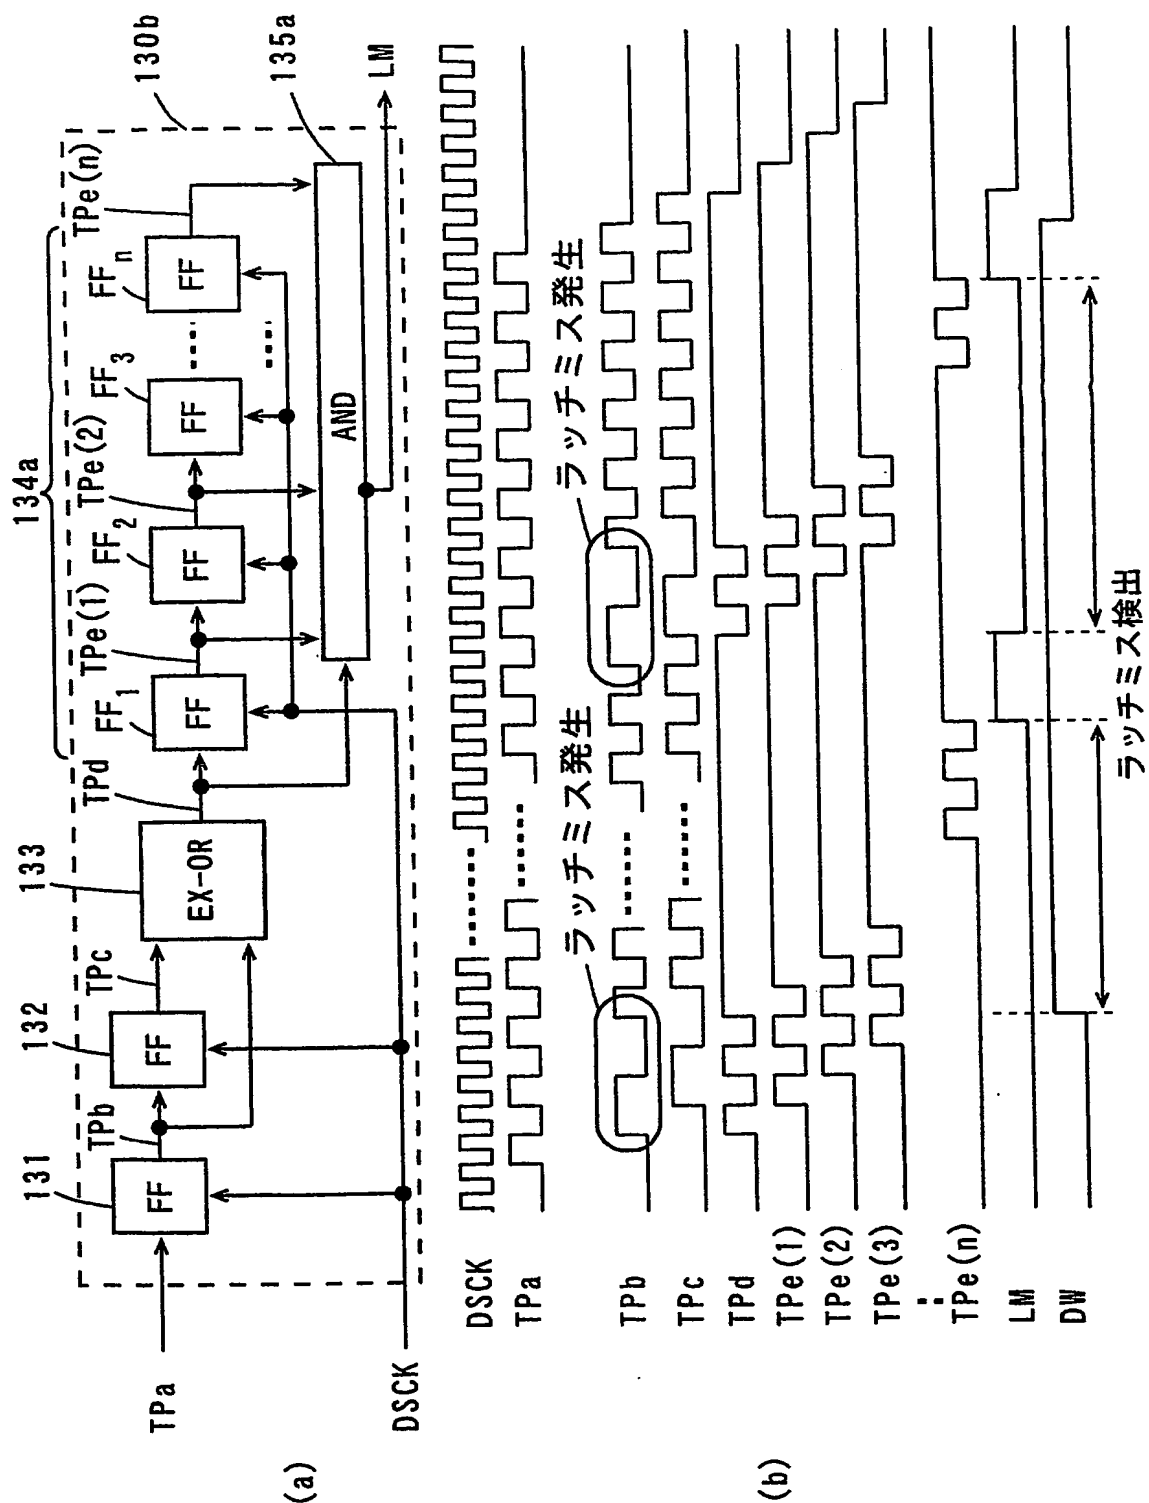 (a)
130b
134a
131
132
133
135a
TPa
TPb
TPc
TPd
TPe(1)
TPe(2)
TPe(n)
FF1
FF2
FF3
FFn
FF
FF
EX-OR
FF
FF
FF
.....
FF
.....
AND
LM
DSCK
(b)
DSCK
.......
TPa
......
ラッチミス発生
ラッチミス発生
TPb
......
TPc
......
TPd
TPe(1)
TPe(2)
TPe(3)
:
TPe(n)
LM
DW
ラッチミス検出